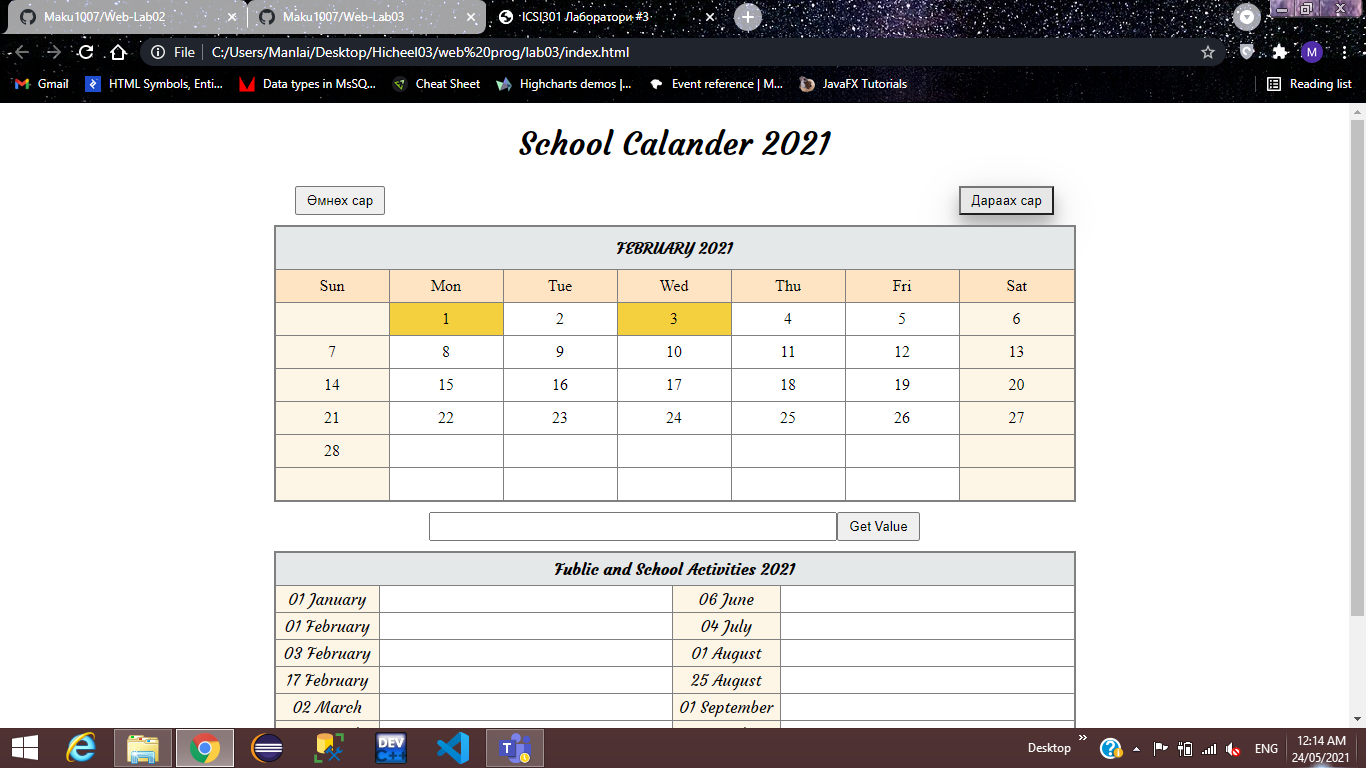 Maku1007/Web-Lab02
Maku1007/Web-Lab03
ICSI301 Лаборатори #3
File
C:/Users/Manlai/Desktop/Hicheel03/web%20prog/lab03/index.html
M
Gmail
HTML Symbols, Enti...
Data types in MsSQ...
Cheat Sheet
Highcharts demos |...
Event reference | M...
JavaFX Tutorials
Reading list
School Calander 2021
Өмнөх сар
Дараах сар
FEBRUARY 2021
Sun Mon Tue Wed Thu Fri Sat
1 2 3 4 5 6
7 8 9 10 11 12 13
14 15 16 17 18 19 20
21 22 23 24 25 26 27
28
Get Value
Fublic and School Activities 2021
01 January 06 June
01 February 04 July
03 February 01 August
17 February 25 August
02 March 01 September
DEV
C++
Desktop
ENG
12:14 AM
24/05/2021